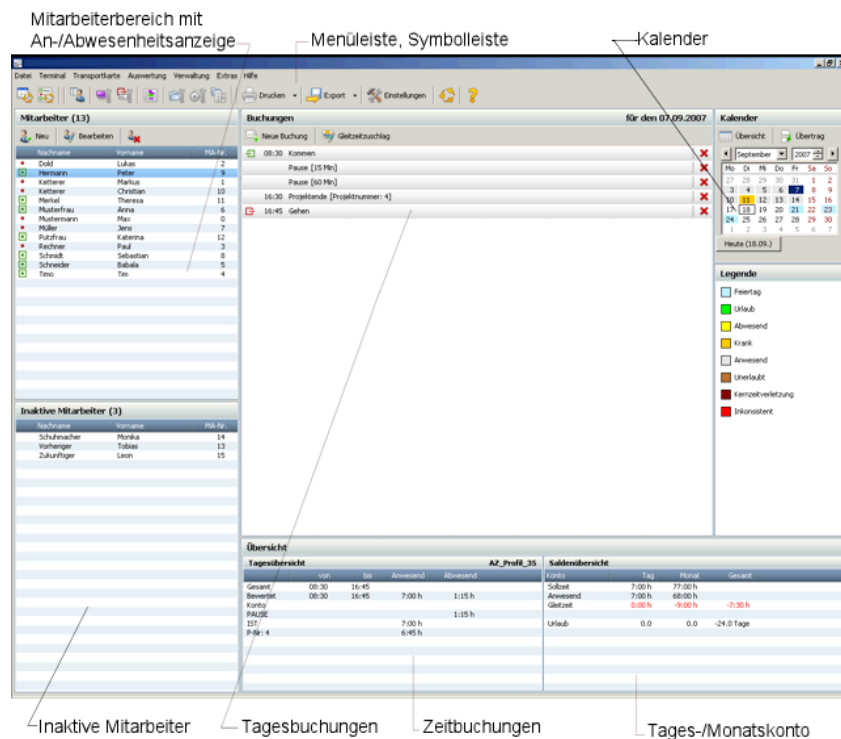 Mitarbeiterbereich mit
An-/Abwesenheitsanzeige
Menüleiste, Symbolleiste
Kalender
Datei Terminal Transportkarte Auswertung Verwaltung Extras Hilfe
Drucken Export Einstellungen
Mitarbeiter (13)
Neu Bearbeiten
Nachname Vorname MA-Nr.
Dold Lukas 2
Hermann Peter 9
Ketterer Markus 1
Ketterer Christian 10
Merkel Theresa 11
Musterfrau Anna 6
Mustermann Max 0
Müller Jens 7
Putzfrau Katerina 12
Rechner Paul 3
Schmidt Sebastian 8
Schneider Babala 5
Timo Tim 4
Inaktive Mitarbeiter (3)
Nachname Vorname MA-Nr.
Schuhmacher Monika 14
Vorheriger Tobias 13
Zukunftiger Leon 15
Buchungen für den 07.09.2007
Neue Buchung Gleitzeitzuschlag
08:30 Kommen
Pause [15 Min]
Pause [60 Min]
16:30 Projektende [Projektnummer: 4]
16:45 Gehen
Kalender
Übersicht Übertrag
September 2007
Mo Di Mi Do Fr Sa So
27 28 29 30 31 1 2
3 4 5 6 7 8 9
10 11 12 13 14 15 16
17 18 19 20 21 22 23
24 25 26 27 28 29 30
1 2 3 4 5 6 7
Heute (18.09.)
Legende
Feiertag
Urlaub
Abwesend
Krank
Anwesend
Unerlaubt
Kernzeitverletzung
Inkonsistent
Übersicht
Tagesübersicht AZ_Profil_35
von bis Anwesend Abwesend
Gesamt 08:30 16:45
Bewertet 08:30 16:45 7:00 h 1:15 h
Konto
PAUSE 1:15 h
IST 7:00 h
P-Nr: 4 6:45 h
Saldenübersicht
Konto Tag Monat Gesamt
Sollzeit 7:00 h 77:00 h
Anwesend 7:00 h 68:00 h
Gleitzeit 0:00 h -9:00 h -7:30 h
Urlaub 0.0 0.0 -24.0 Tage
Inaktive Mitarbeiter
Tagesbuchungen
Zeitbuchungen
Tages-/Monatskonto